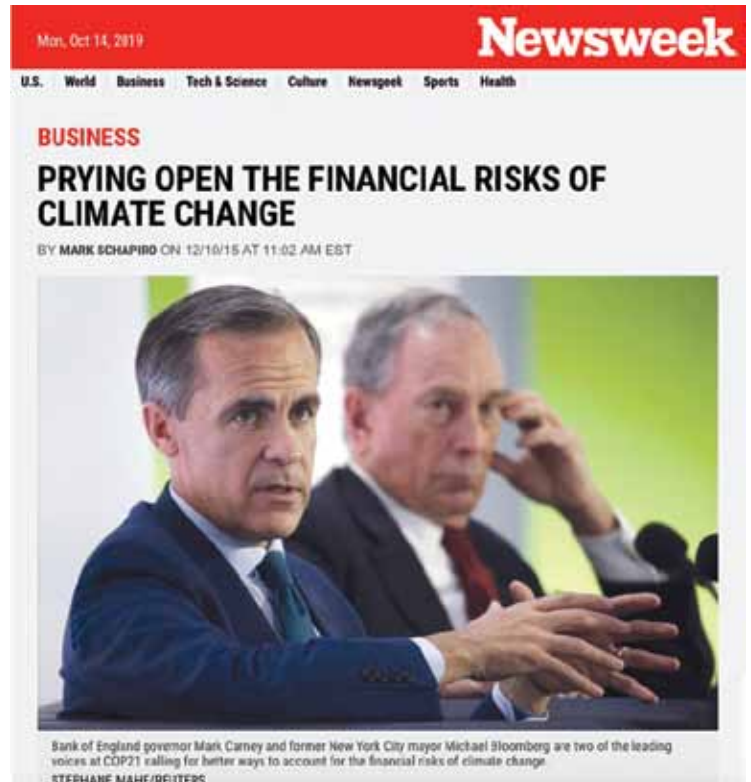 Mon, Oct 14, 2019
Newsweek
U.S. World Business Tech & Science Culture Newsgeek Sports Health
BUSINESS
PRYING OPEN THE FINANCIAL RISKS OF
CLIMATE CHANGE
BY MARK SCHAPIRO ON 12/10/15 AT 11:02 AM EST
Bank of England governor Mark Carney and former New York City mayor Michael Bloomberg are two of the leading
voices at COP21 calling for better ways to account for the financial risks of climate change.
STEPHANE MAHE/REUTERS